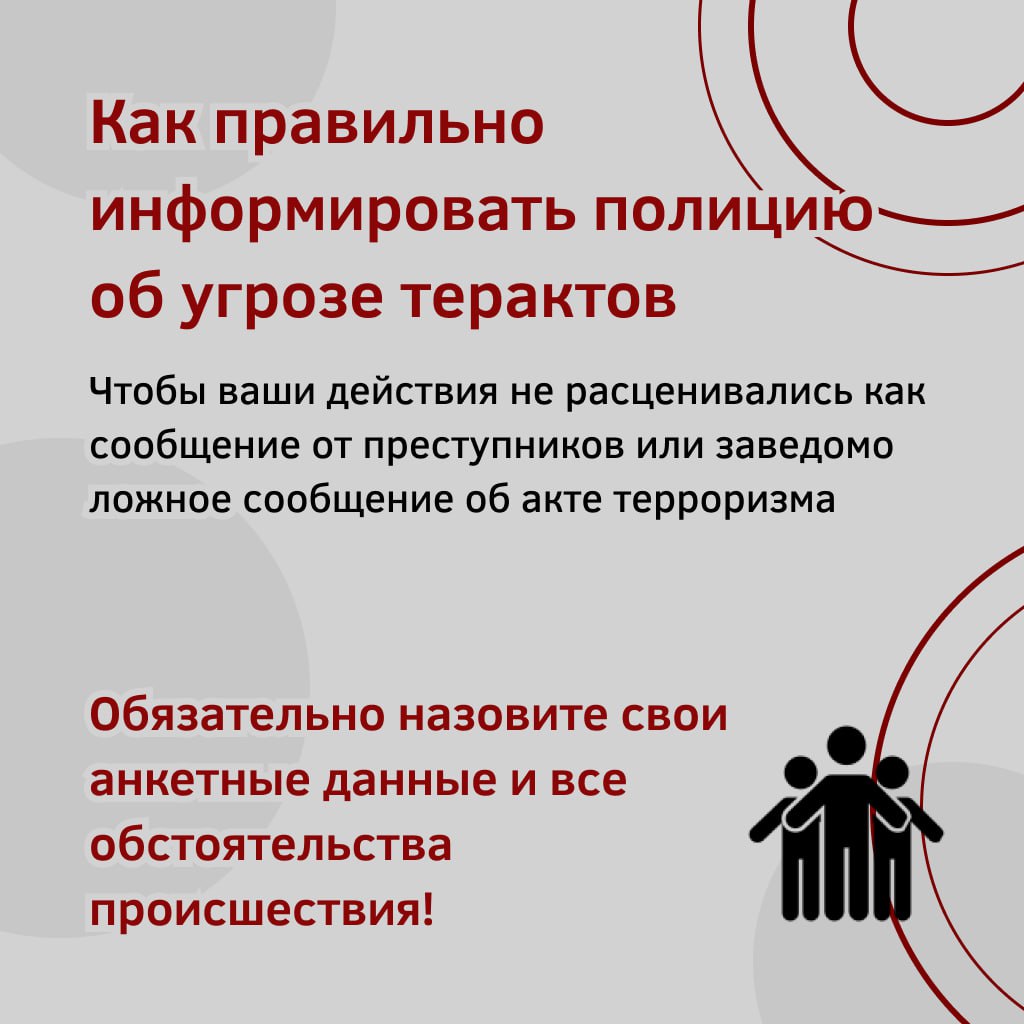 Как правильно
информировать полицию
об угрозе терактов
Чтобы ваши действия не расценивались как
сообщение от преступников или заведомо
ложное сообщение об акте терроризма
Обязательно назовите свои
анкетные данные и все
обстоятельства
происшествия!